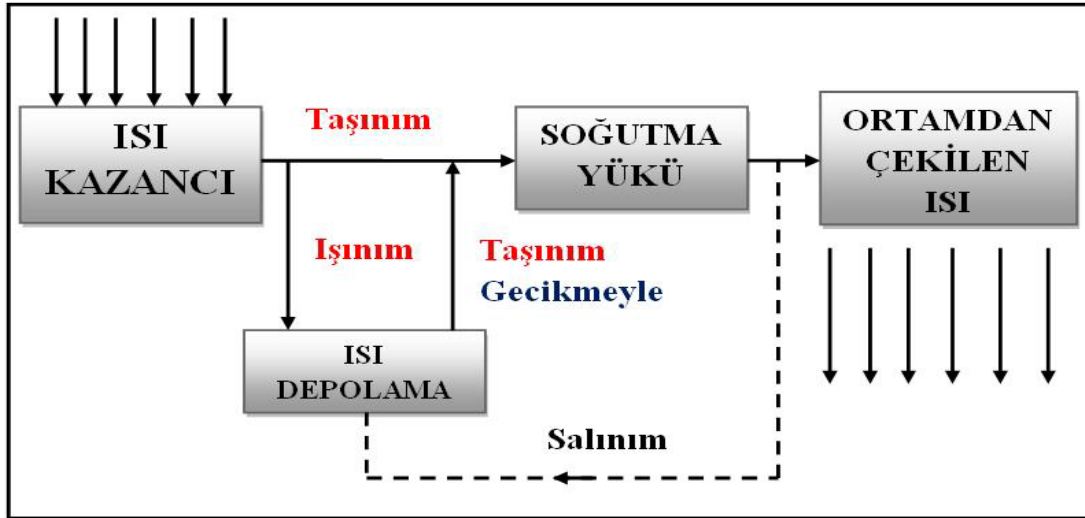 ISI
KAZANCI
Taşınım
SOĞUTMA
YÜKÜ
ORTAMDAN
ÇEKİLEN
ISI
Işınım
Taşınım
Gecikmeyle
ISI
DEPOLAMA
Salınım